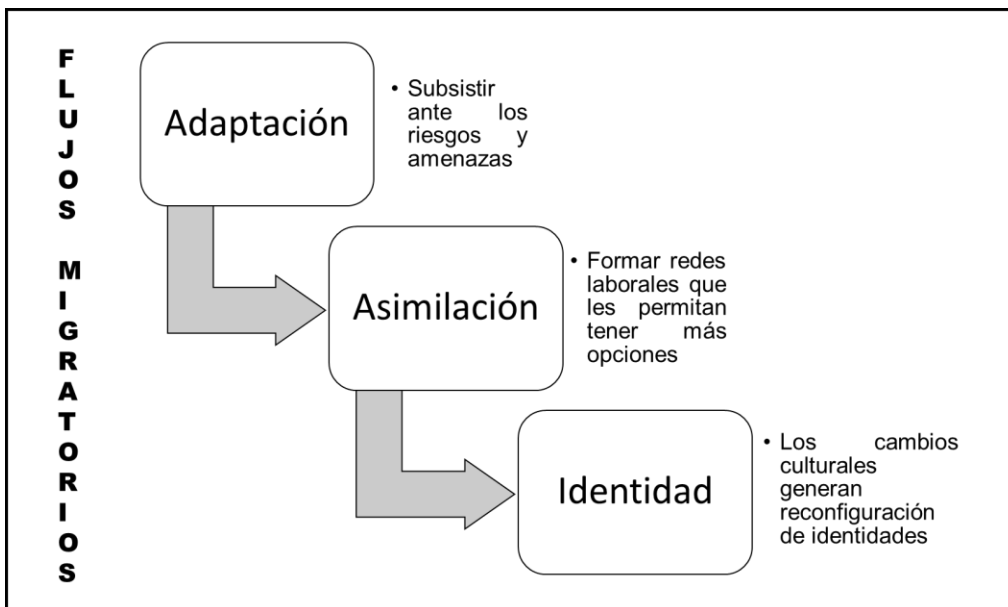 FLUJOS MIGRATORIOS
Adaptación
• Subsistir
ante los
riesgos y
amenazas
Asimilación
• Formar redes
laborales que
les permitan
tener más
opciones
Identidad
• Los cambios
culturales
generan
reconfiguración
de identidades